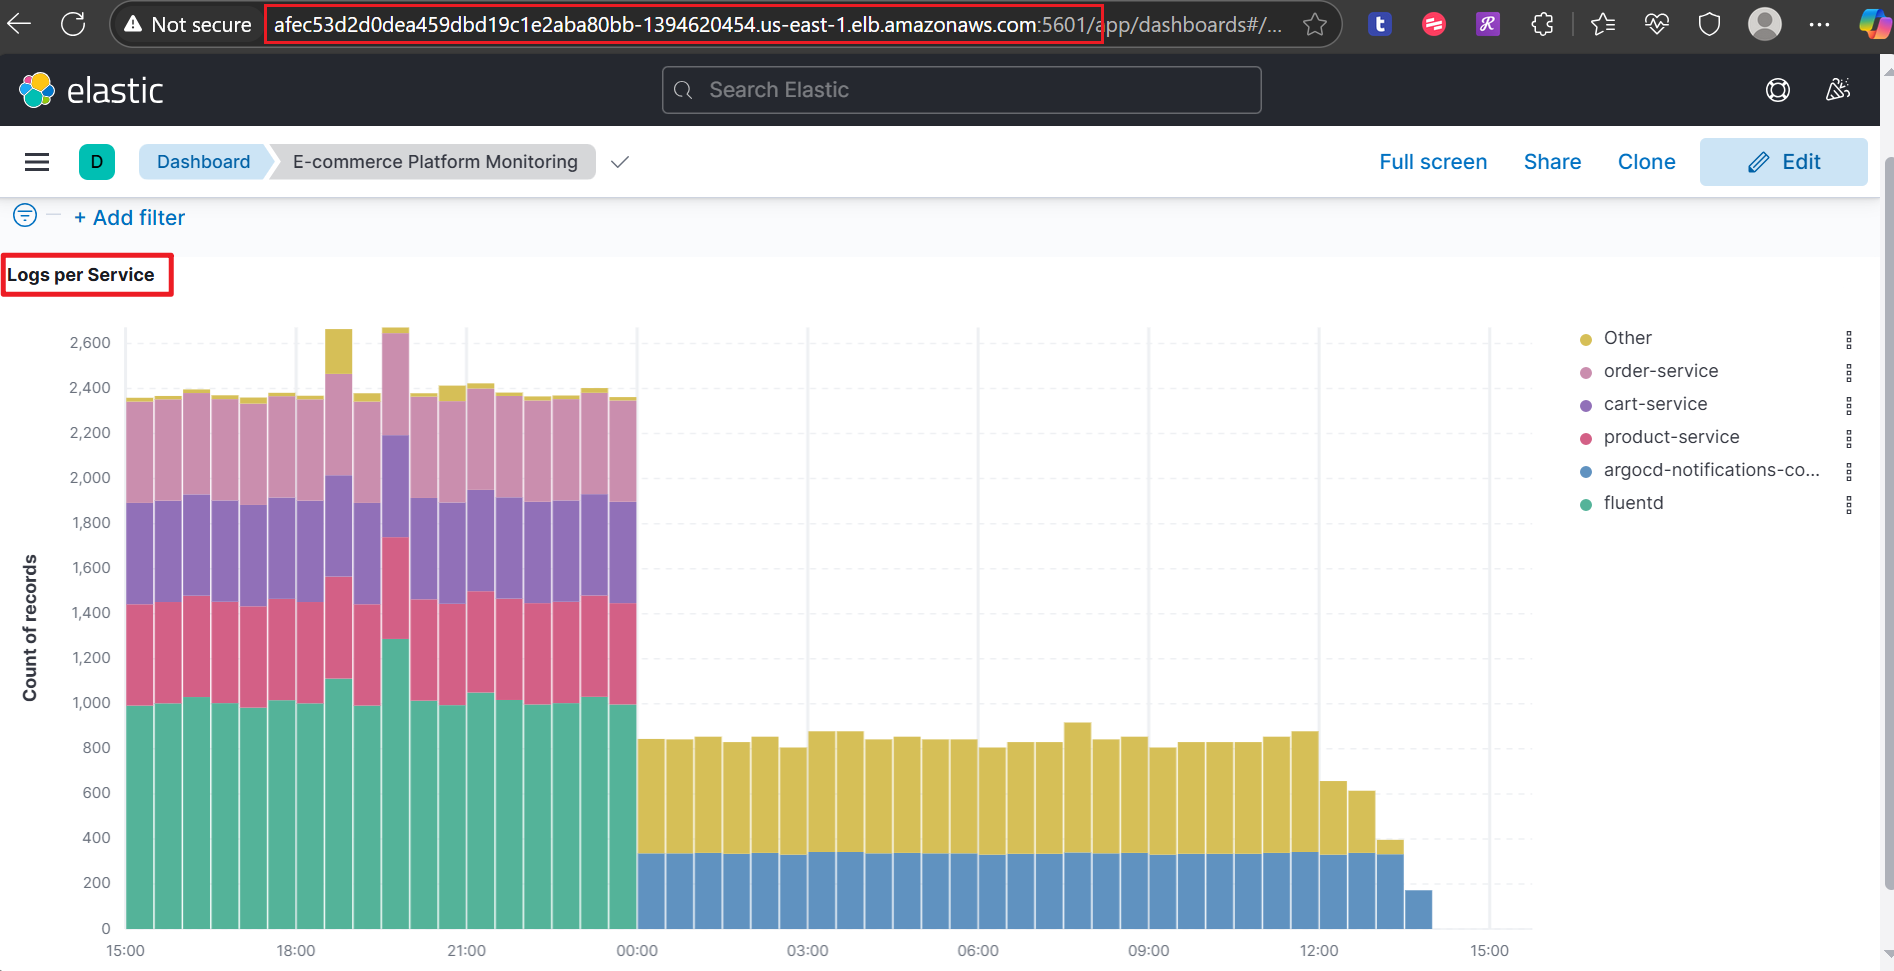 Not secure afec53d2d0dea459dbd19c1e2aba80bb-1394620454.us-east-1.elb.amazonaws.com:5601/app/dashboards#/...
t
R
elastic
Search Elastic
D
Dashboard
E-commerce Platform Monitoring
Full screen
Share
Clone
Edit
+ Add filter
Logs per Service
Count of records
2,600
2,400
2,200
2,000
1,800
1,600
1,400
1,200
1,000
800
600
400
200
0
15:00
18:00
21:00
00:00
03:00
06:00
09:00
12:00
15:00
Other
order-service
cart-service
product-service
argocd-notifications-co...
fluentd